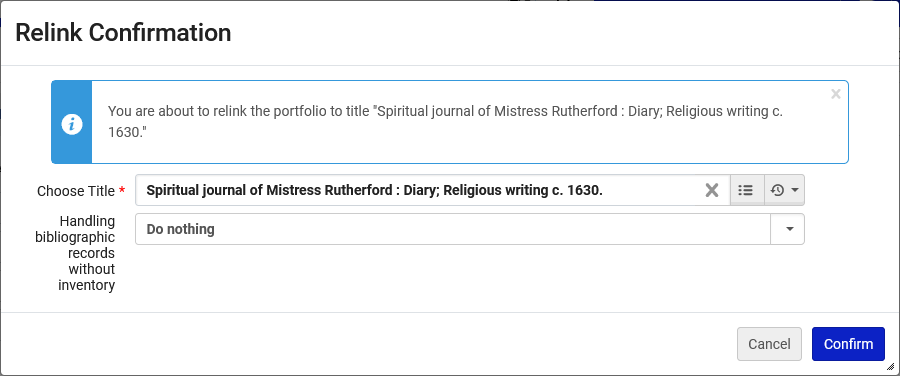 Relink Confirmation
You are about to relink the portfolio to title "Spiritual journal of Mistress Rutherford : Diary; Religious writing c.
1630."
Choose Title *
Spiritual journal of Mistress Rutherford : Diary; Religious writing c. 1630.
Handling
bibliographic
records
without
inventory
Do nothing
Cancel
Confirm